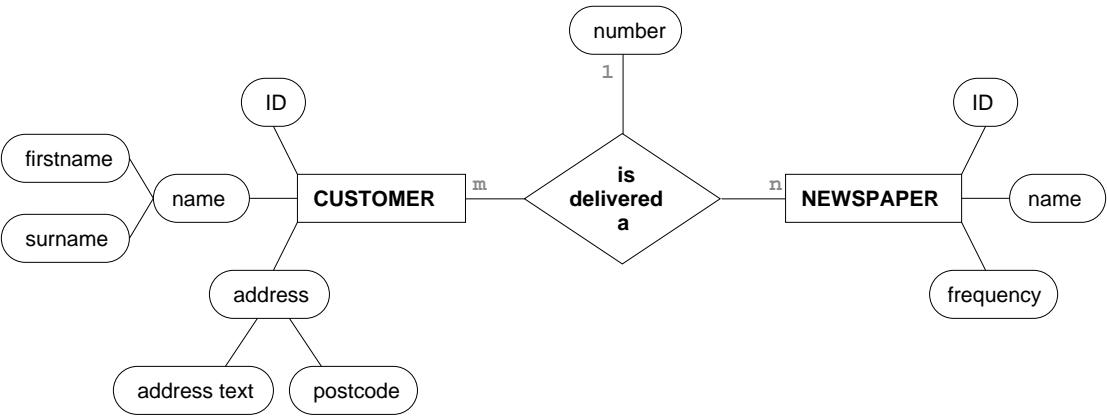 number
1
ID
ID
firstname
name
surname
CUSTOMER
m
is
delivered
a
n
NEWSPAPER
name
address
frequency
address text
postcode